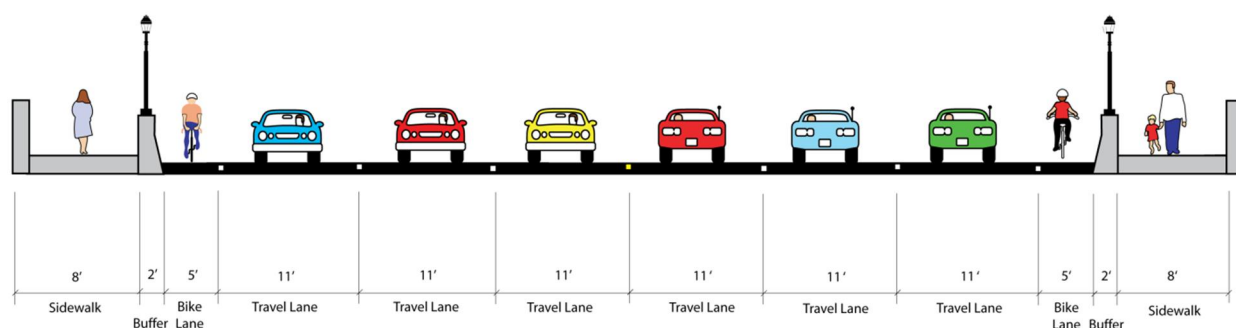 8' 2' 5' 11' 11' 11' 11' 11' 11' 5' 2' 8'
Sidewalk Buffer Bike Lane Travel Lane Travel Lane Travel Lane Travel Lane Travel Lane Travel Lane Bike Lane Buffer Sidewalk